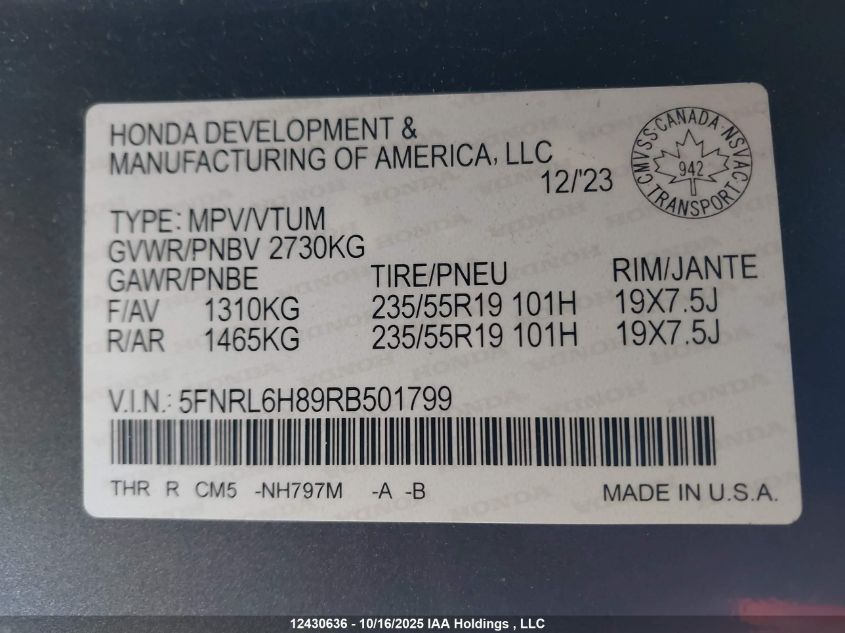 HONDA DEVELOPMENT &
MANUFACTURING OF AMERICA, LLC
12/'23
CMVSS · CANADA · NSVAC
942
TRANSPORT
TYPE: MPV/VTUM
GVWR/PNBV 2730KG
GAWR/PNBE TIRE/PNEU RIM/JANTE
F/AV 1310KG 235/55R19 101H 19X7.5J
R/AR 1465KG 235/55R19 101H 19X7.5J
V.I.N.: 5FNRL6H89RB501799
THR R CM5 -NH797M -A -B MADE IN U.S.A.
12430636 - 10/16/2025 IAA Holdings , LLC